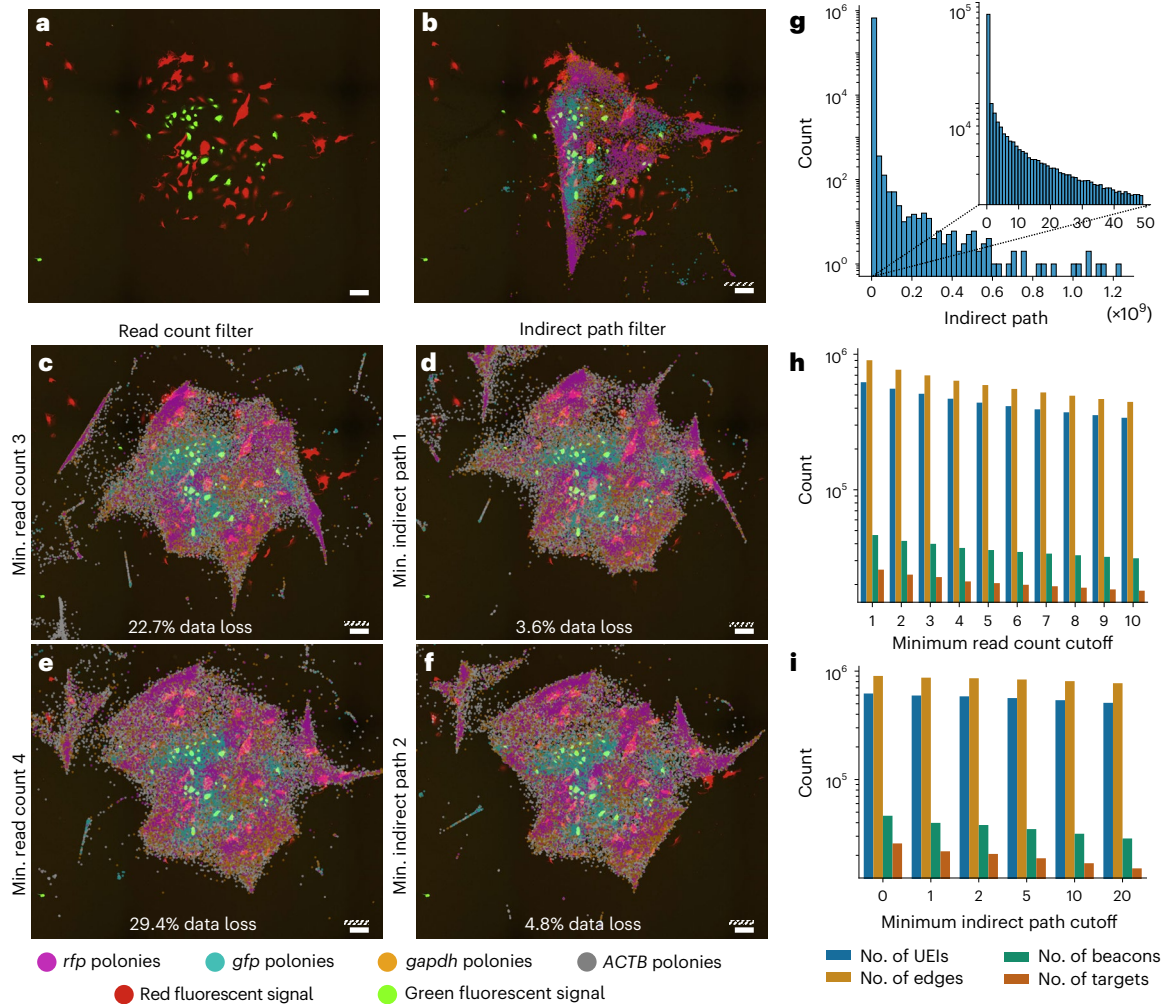 a
b
g
10⁶
10⁴
10²
10⁰
Count
0
0.2
0.4
0.6
0.8
1.0
1.2
Indirect path
(×10⁹)
10⁵
10⁴
0
10
20
30
40
50
Read count filter
Indirect path filter
c
Min. read count 3
22.7% data loss
d
Min. indirect path 1
3.6% data loss
h
10⁶
10⁵
Count
1 2 3 4 5 6 7 8 9 10
Minimum read count cutoff
e
Min. read count 4
29.4% data loss
f
Min. indirect path 2
4.8% data loss
i
10⁶
10⁵
Count
0 1 2 5 10 20
Minimum indirect path cutoff
rfp polonies
gfp polonies
gapdh polonies
ACTB polonies
Red fluorescent signal
Green fluorescent signal
No. of UEIs
No. of edges
No. of beacons
No. of targets